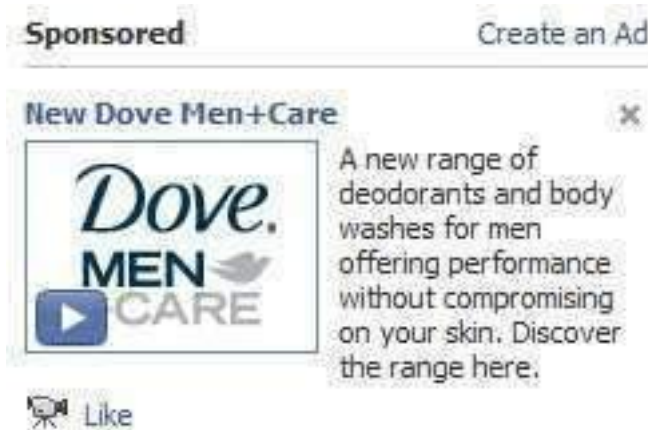 Sponsored Create an Ad
New Dove Men+Care
Dove.
MEN
CARE
A new range of
deodorants and body
washes for men
offering performance
without compromising
on your skin. Discover
the range here.
Like